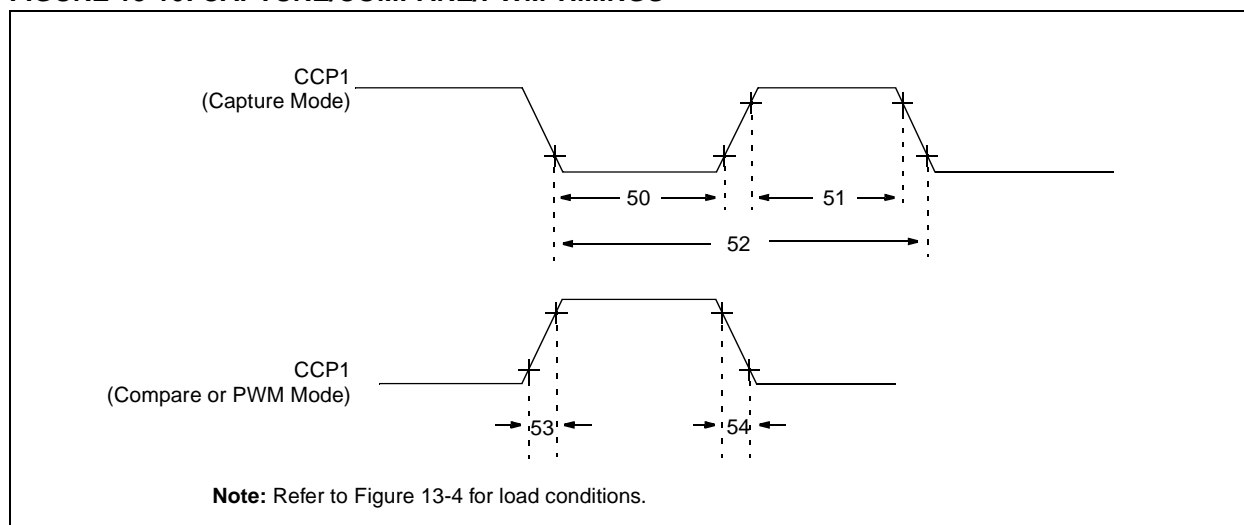 CCP1
(Capture Mode)
50
51
52
CCP1
(Compare or PWM Mode)
53
54
Note: Refer to Figure 13-4 for load conditions.